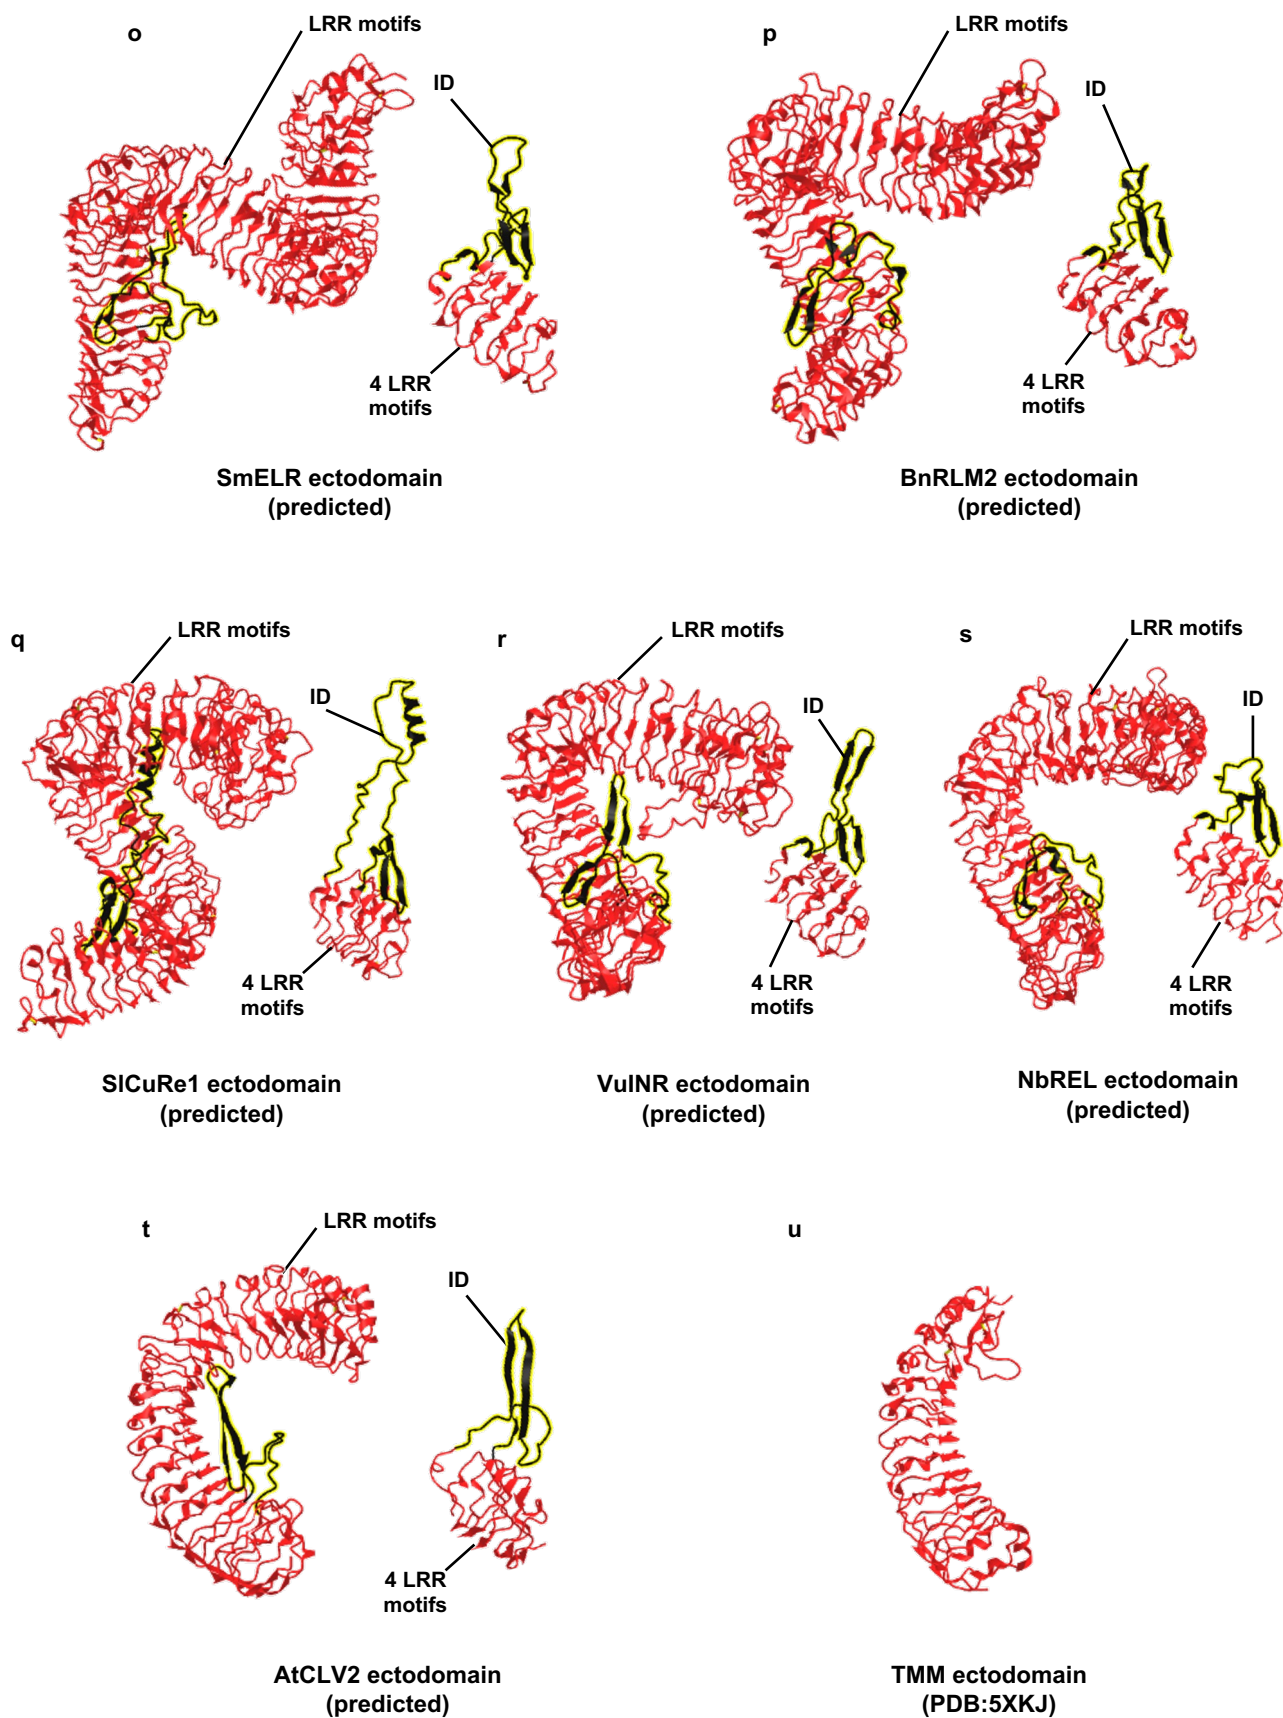 o
LRR motifs
ID
4 LRR
motifs
SmELR ectodomain
(predicted)
p
LRR motifs
ID
4 LRR
motifs
BnRLM2 ectodomain
(predicted)
q
LRR motifs
ID
4 LRR
motifs
SlCuRe1 ectodomain
(predicted)
r
LRR motifs
ID
4 LRR
motifs
VuINR ectodomain
(predicted)
s
LRR motifs
ID
4 LRR
motifs
NbREL ectodomain
(predicted)
t
LRR motifs
ID
4 LRR
motifs
AtCLV2 ectodomain
(predicted)
u
TMM ectodomain
(PDB:5XKJ)